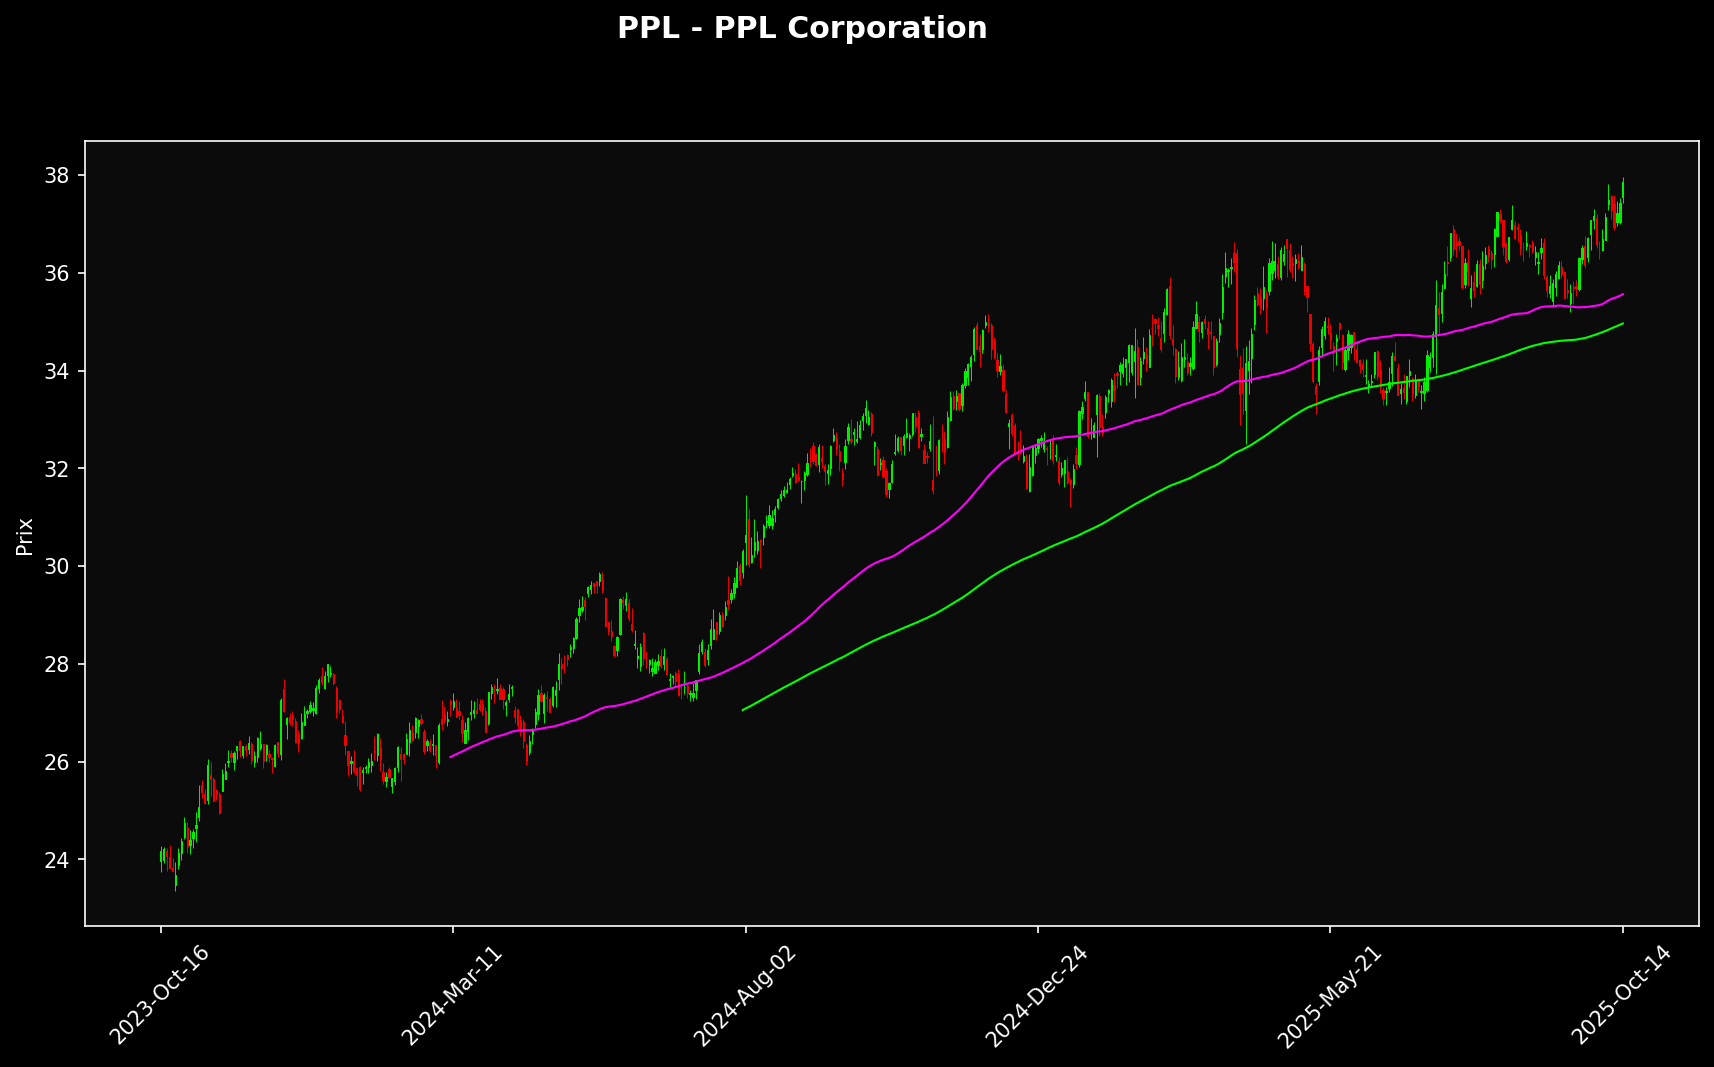 PPL - PPL Corporation
38
36
34
32
30
28
26
24
Prix
2023-Oct-16
2024-Mar-11
2024-Aug-02
2024-Dec-24
2025-May-21
2025-Oct-14